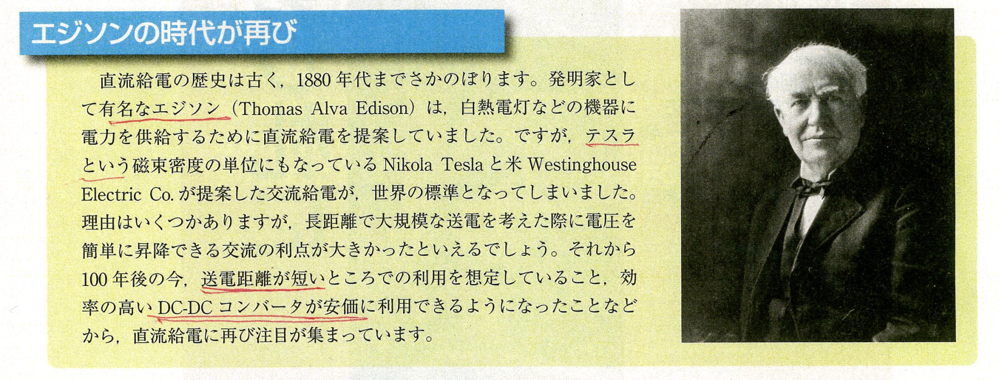 エジソンの時代が再び
直流給電の歴史は古く，1880 年代までさかのぼります。発明家とし
て有名なエジソン（Thomas Alva Edison）は，白熱電灯などの機器に
電力を供給するために直流給電を提案していました。ですが，テスラ
という磁束密度の単位にもなっている Nikola Tesla と米 Westinghouse
Electric Co. が提案した交流給電が，世界の標準となってしまいました。
理由はいくつかありますが，長距離で大規模な送電を考えた際に電圧を
簡単に昇降できる交流の利点が大きかったといえるでしょう。それから
100 年後の今，送電距離が短いところでの利用を想定していること，効
率の高い DC-DC コンバータが安価に利用できるようになったことなど
から，直流給電に再び注目が集まっています。